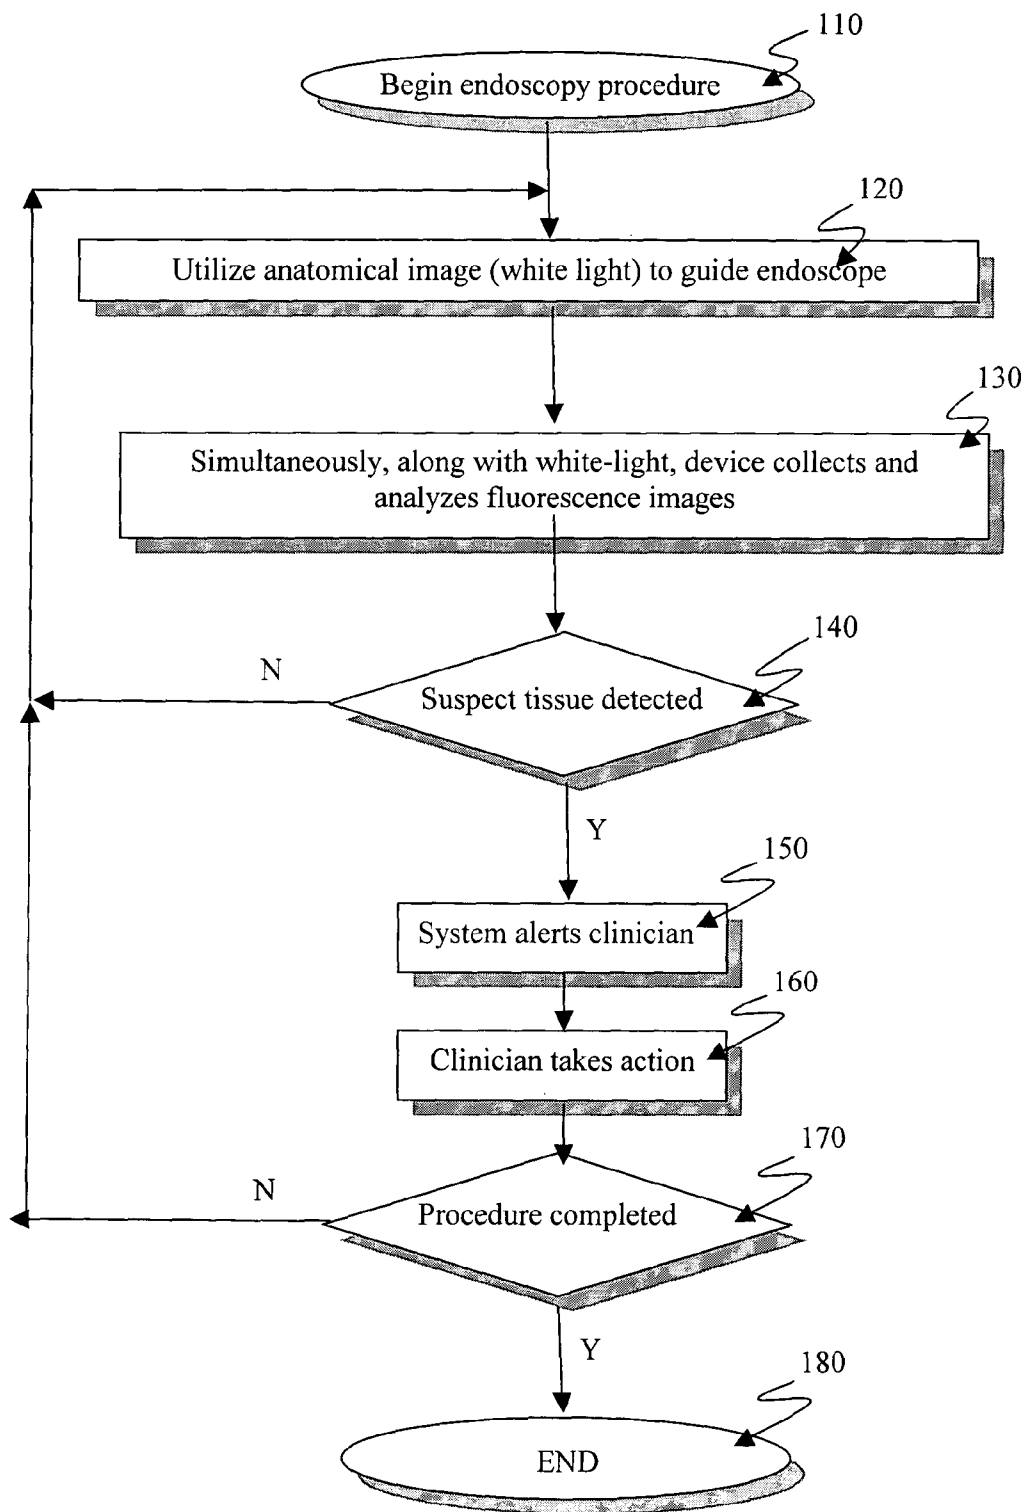 110
Begin endoscopy procedure
120
Utilize anatomical image (white light) to guide endoscope
130
Simultaneously, along with white-light, device collects and
analyzes fluorescence images
140
N
Suspect tissue detected
Y
150
System alerts clinician
160
Clinician takes action
170
N
Procedure completed
Y
180
END